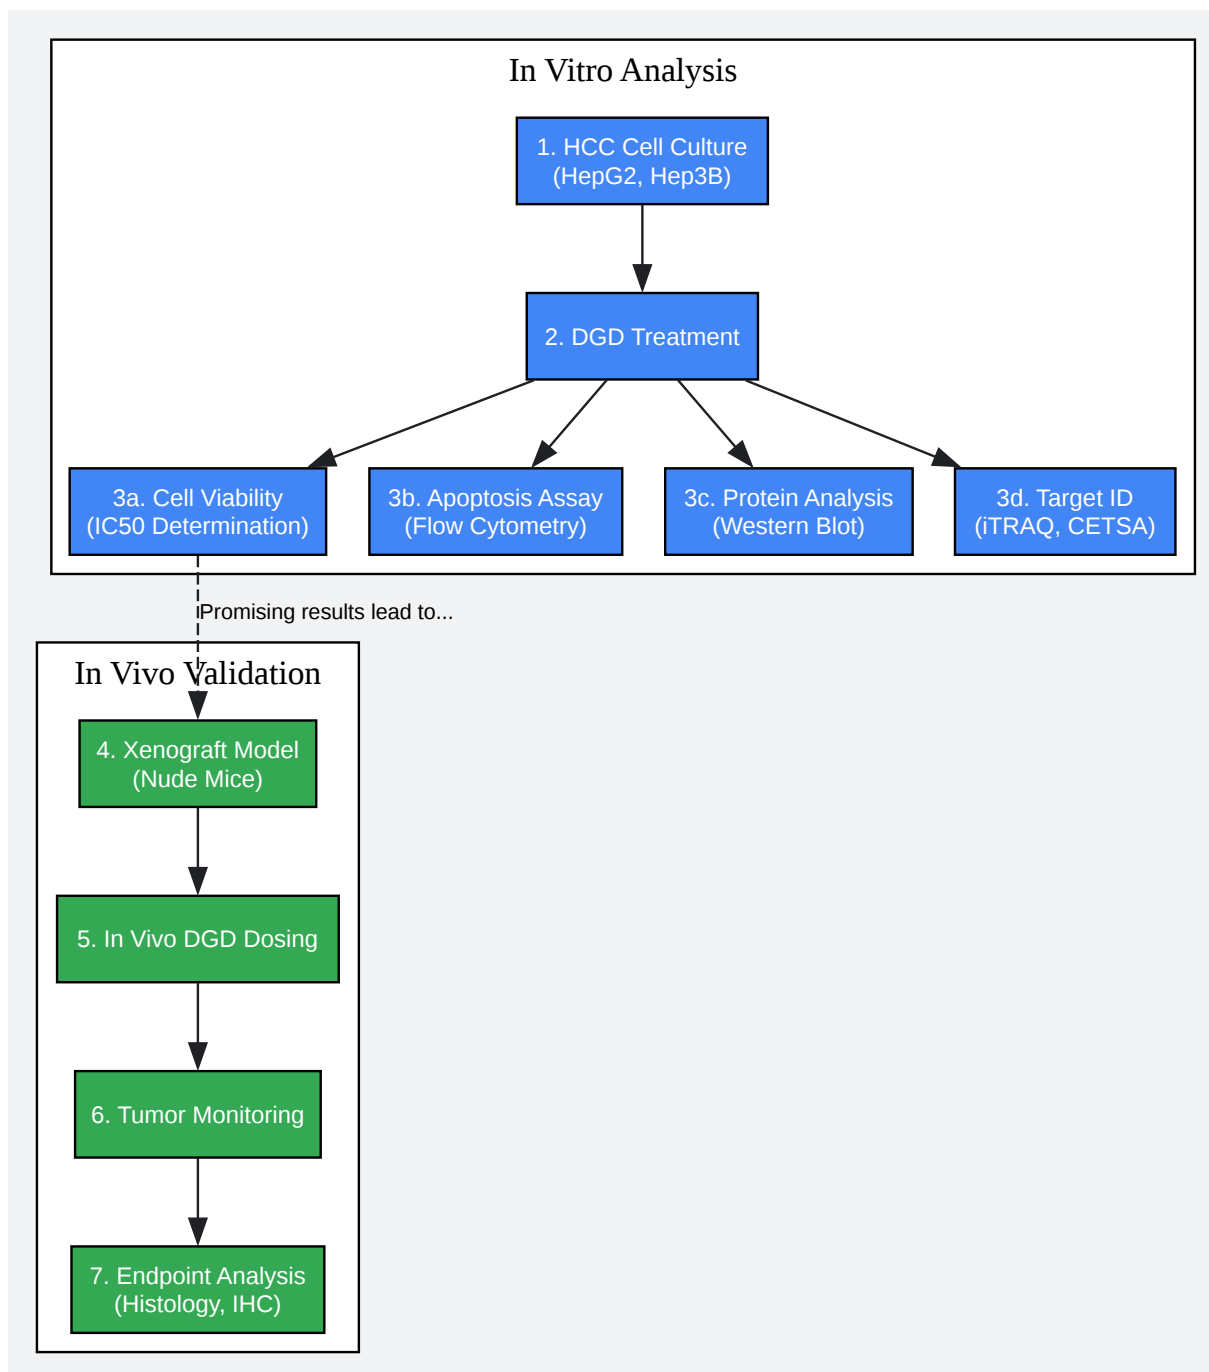 In Vitro Analysis
1. HCC Cell Culture
(HepG2, Hep3B)
2. DGD Treatment
3a. Cell Viability
(IC50 Determination)
3b. Apoptosis Assay
(Flow Cytometry)
3c. Protein Analysis
(Western Blot)
3d. Target ID
(iTRAQ, CETSA)
Promising results lead to...
In Vivo Validation
4. Xenograft Model
(Nude Mice)
5. In Vivo DGD Dosing
6. Tumor Monitoring
7. Endpoint Analysis
(Histology, IHC)